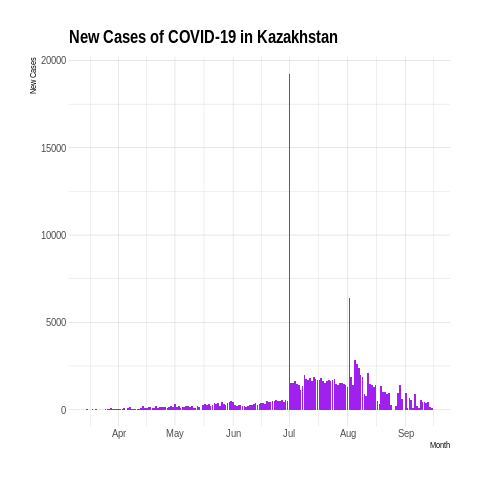 New Cases of COVID-19 in Kazakhstan
New Cases
20000
15000
10000
5000
0
Apr May Jun Jul Aug Sep
Month